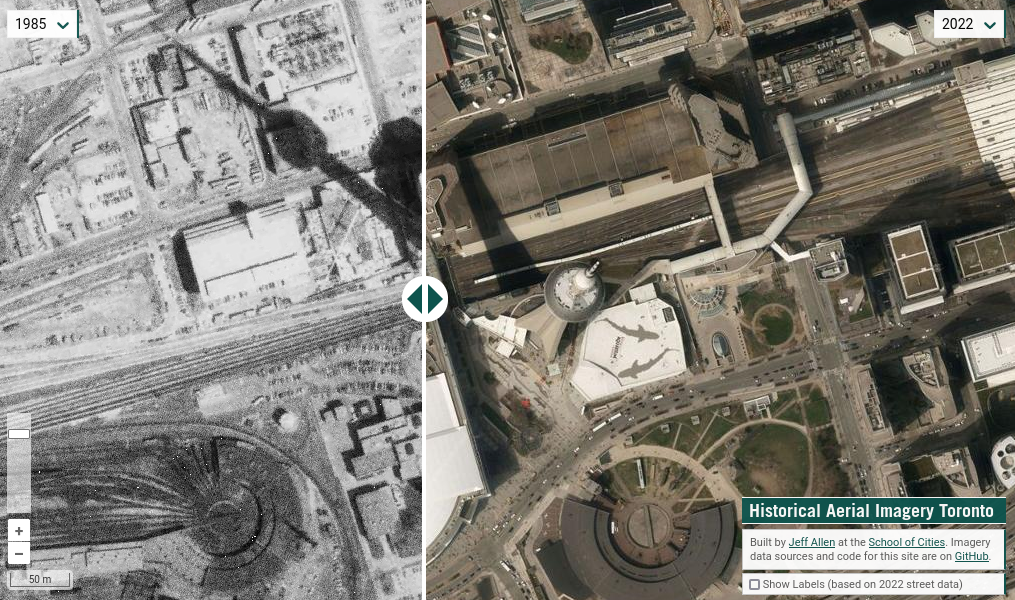 1985
2022
+
−
50 m
Historical Aerial Imagery Toronto
Built by Jeff Allen at the School of Cities. Imagery
data sources and code for this site are on GitHub.
Show Labels (based on 2022 street data)